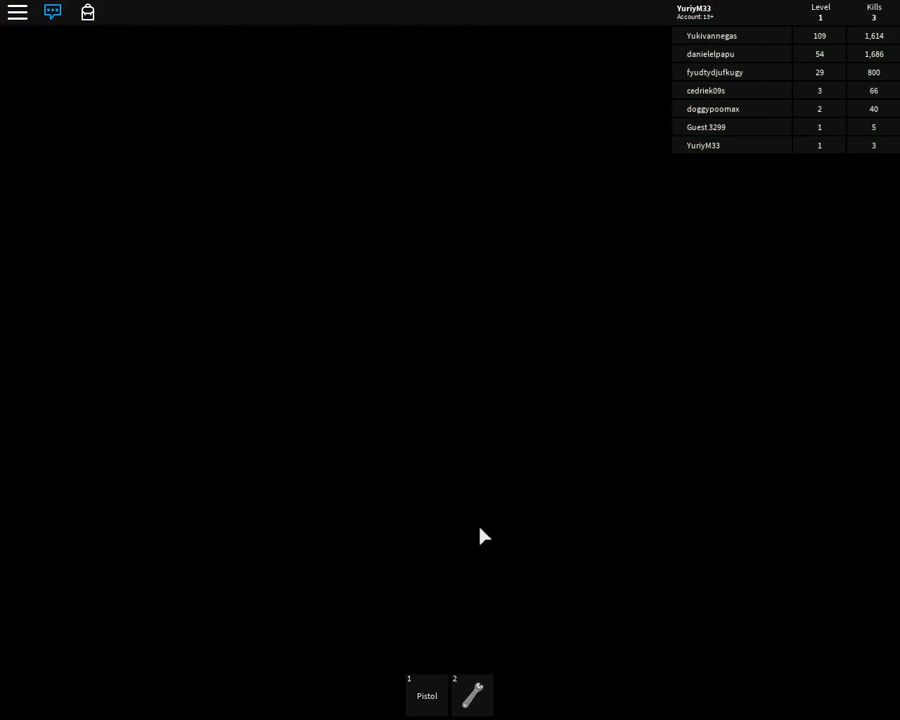 YuriyM33 Level Kills
Account: 13+ 1 3
Yukivannegas 109 1,614
danielelpapu 54 1,686
fyudtydjufkugy 29 800
cedriek09s 3 66
doggypoomax 2 40
Guest 3299 1 5
YuriyM33 1 3
1 2
Pistol